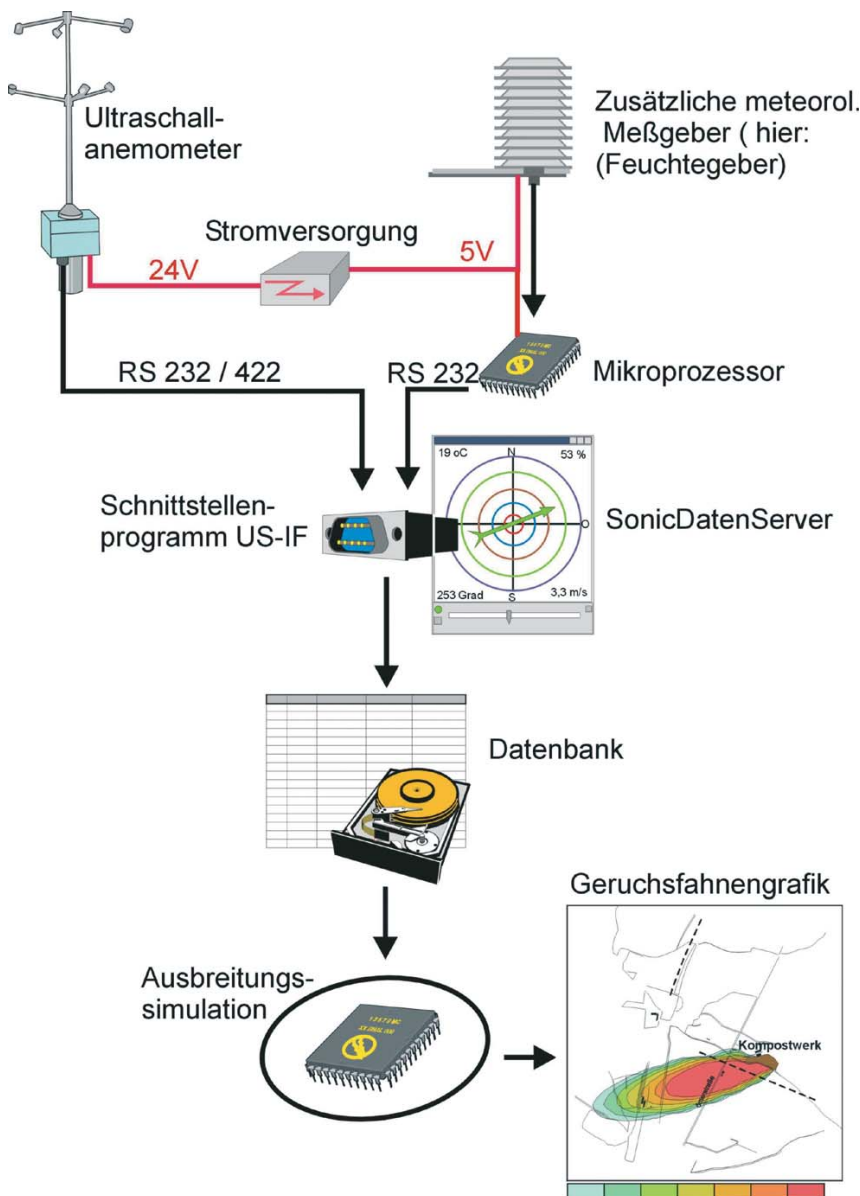 Ultraschall-
anemometer
Zusätzliche meteorol.
Meßgeber ( hier:
(Feuchtegeber)
Stromversorgung
24V
5V
RS 232 / 422
RS 232
Mikroprozessor
19 oC
N
53 %
O
S
253 Grad
3,3 m/s
Schnittstellen-
programm US-IF
SonicDatenServer
Datenbank
Geruchsfahnengrafik
Ausbreitungs-
simulation
Kompostwerk